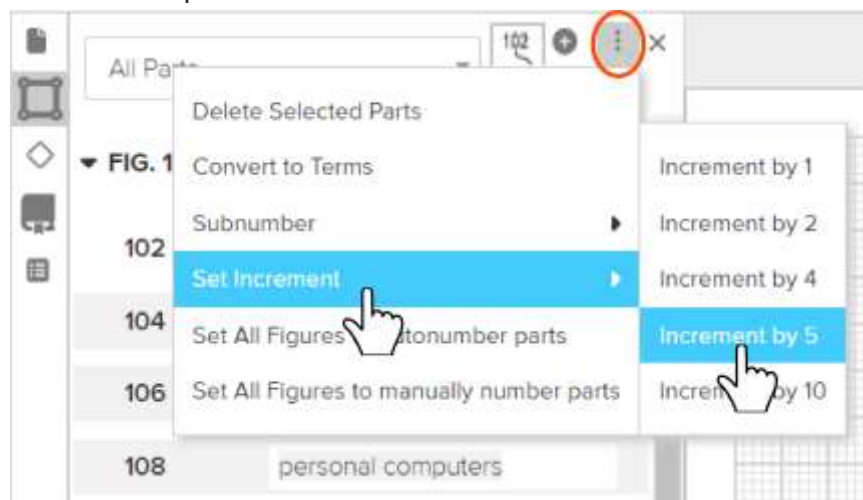 102
All Pa
Delete Selected Parts
FIG. 1
Convert to Terms
Increment by 1
Subnumber
Increment by 2
102
Set Increment
Increment by 4
104
Set All Figures tonumber parts
Increment by 5
106
Set All Figures to manually number parts
Increm by 10
108
personal computers